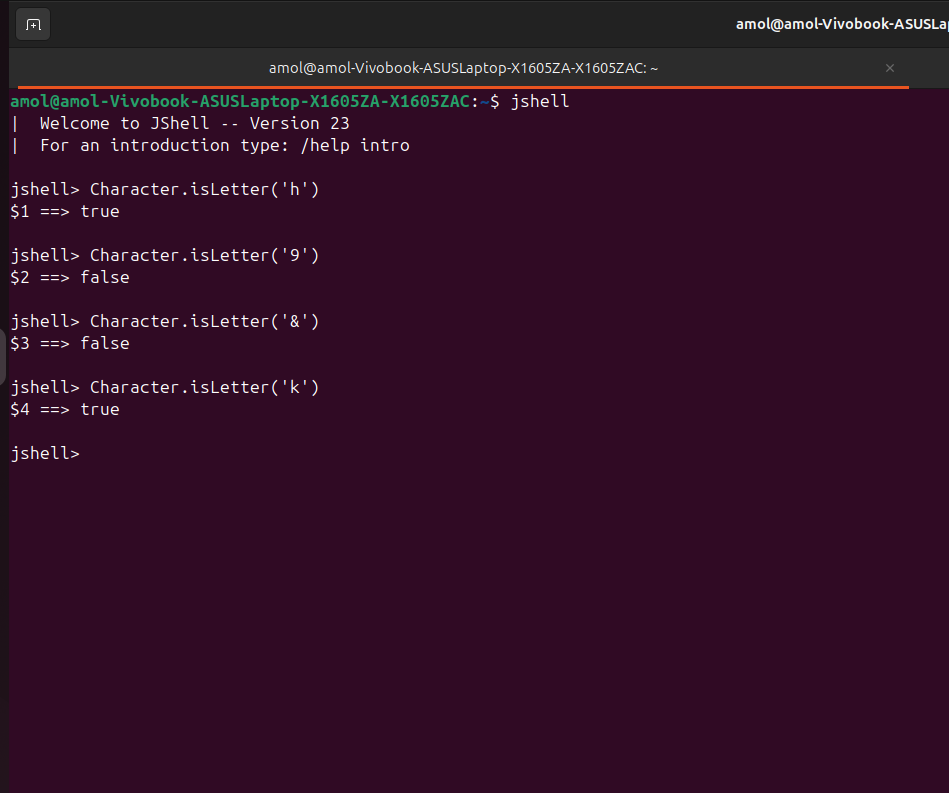 amol@amol-Vivobook-ASUSLap
amol@amol-Vivobook-ASUSLaptop-X1605ZA-X1605ZAC: ~
amol@amol-Vivobook-ASUSLaptop-X1605ZA-X1605ZAC:~$ jshell
|  Welcome to JShell -- Version 23
|  For an introduction type: /help intro
jshell> Character.isLetter('h')
$1 ==> true
jshell> Character.isLetter('9')
$2 ==> false
jshell> Character.isLetter('&')
$3 ==> false
jshell> Character.isLetter('k')
$4 ==> true
jshell>